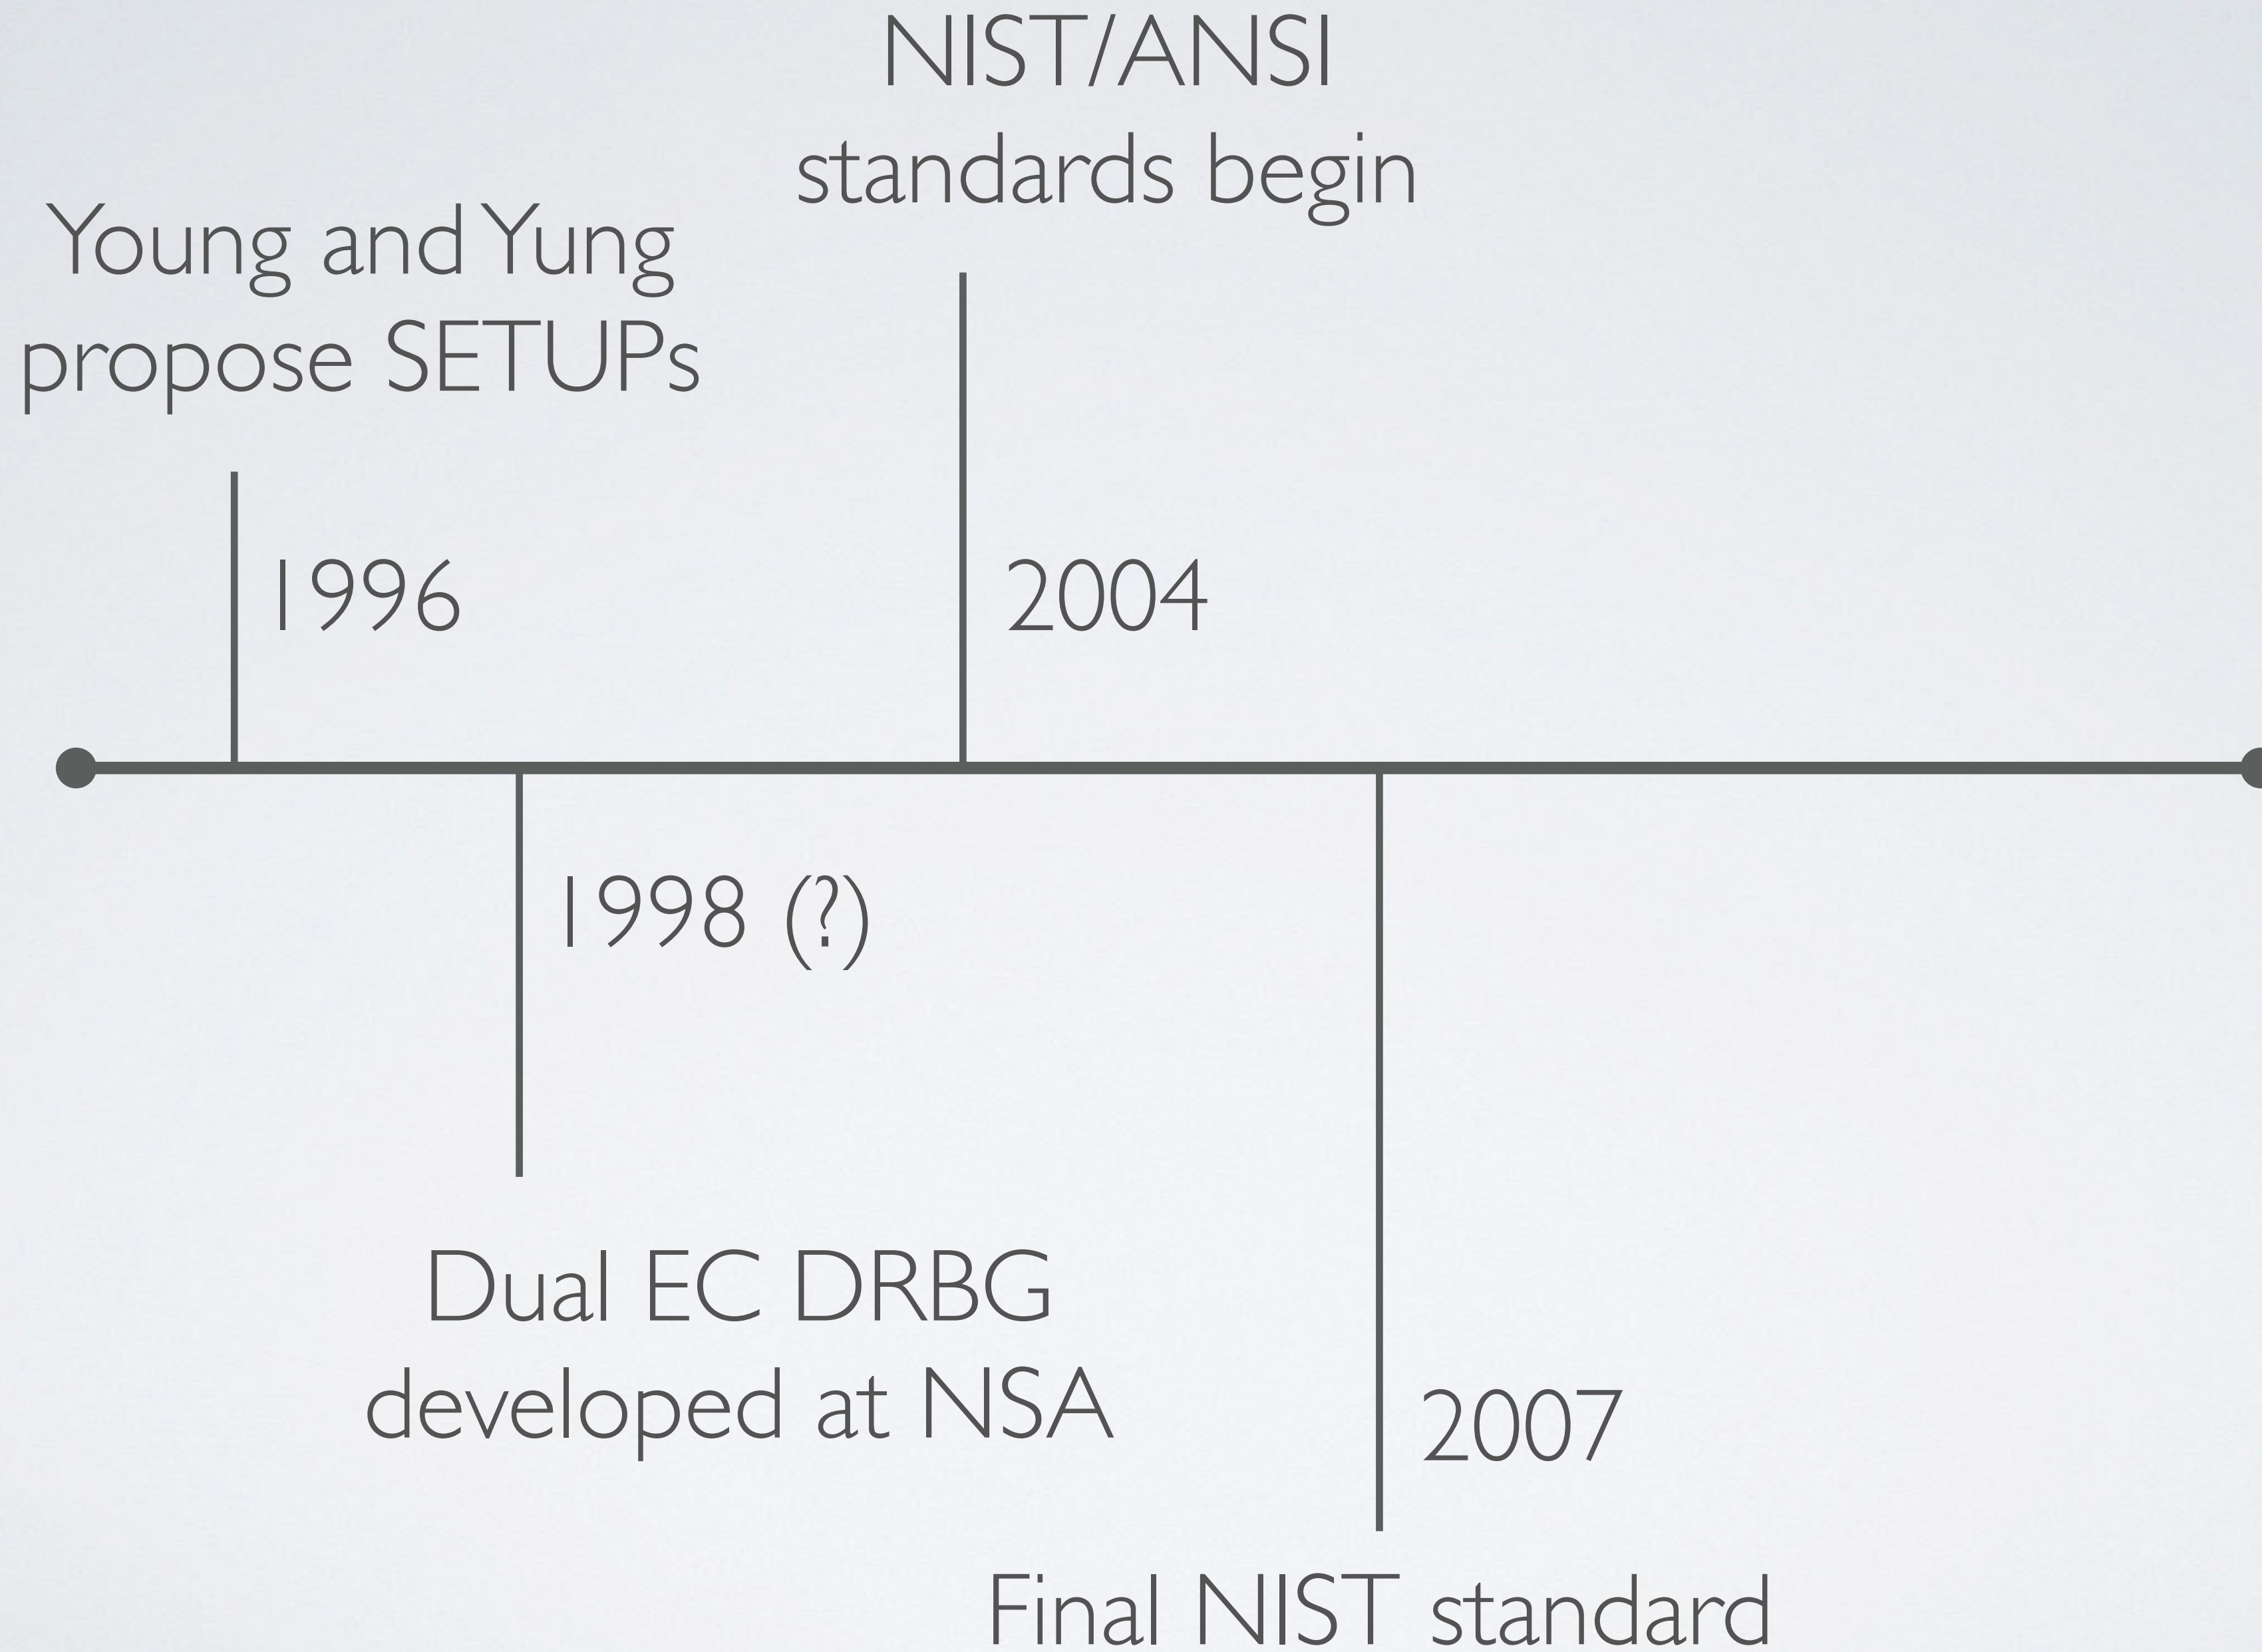 NIST/ANSI
standards begin
Young and Yung
propose SETUPs
1996
2004
1998 (?)
Dual EC DRBG
developed at NSA
2007
Final NIST standard